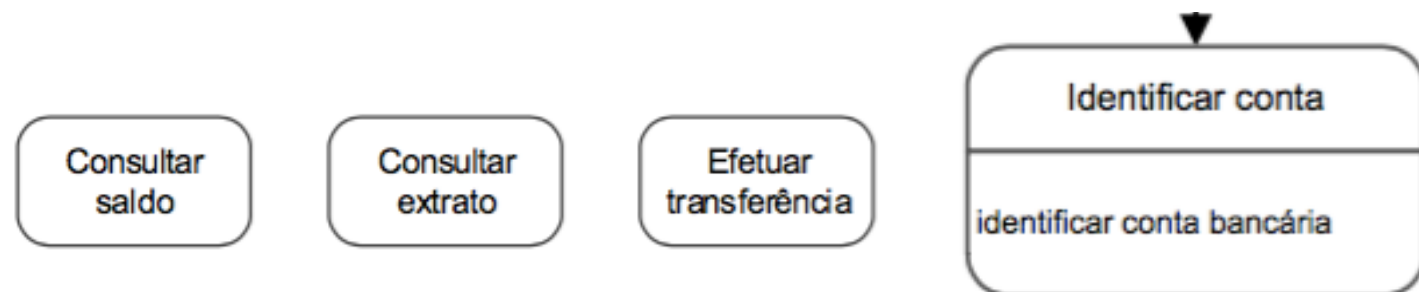 Consultar
saldo
Consultar
extrato
Efetuar
transferência
Identificar conta
identificar conta bancária